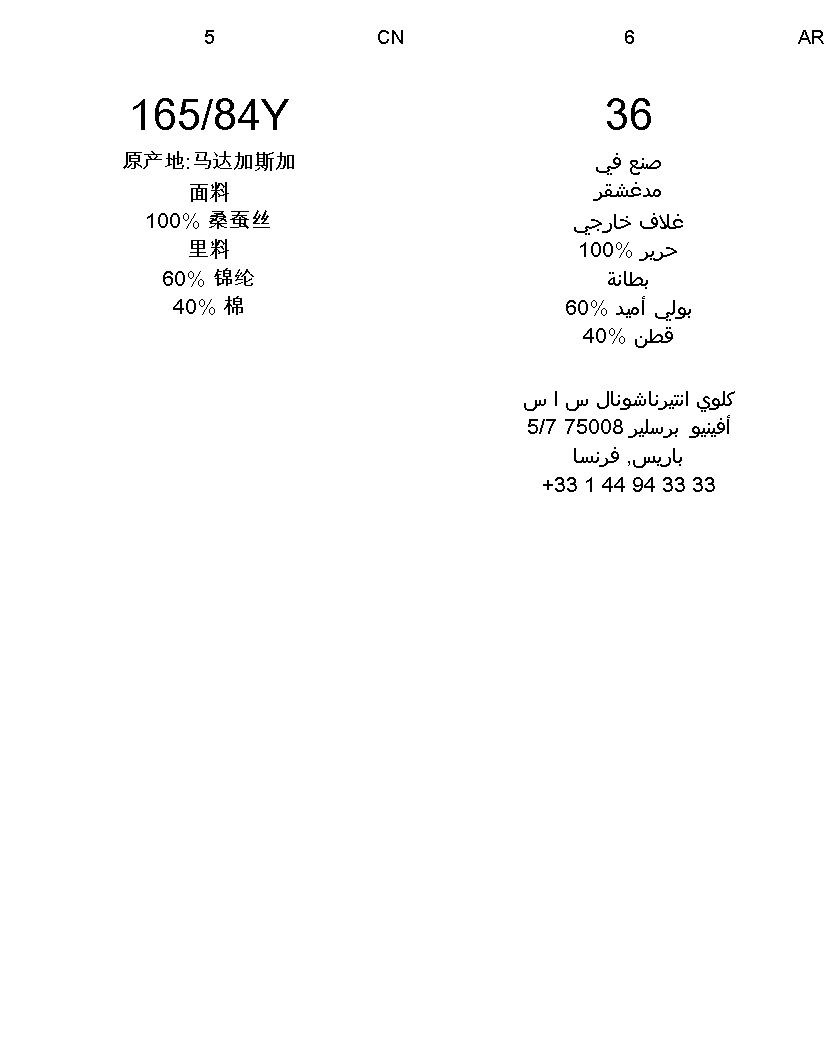 5
CN
165/84Y
原产地:马达加斯加
面料
100% 桑蚕丝
里料
60% 锦纶
40% 棉
6
AR
36
صنع في
مدغشقر
غلاف خارجي
100% حرير
بطانة
60% بولي أميد
40% قطن
كلوي انتيرناشونال س ا س
5/7 أفينيو برسلير 75008
باريس, فرنسا
+33 1 44 94 33 33